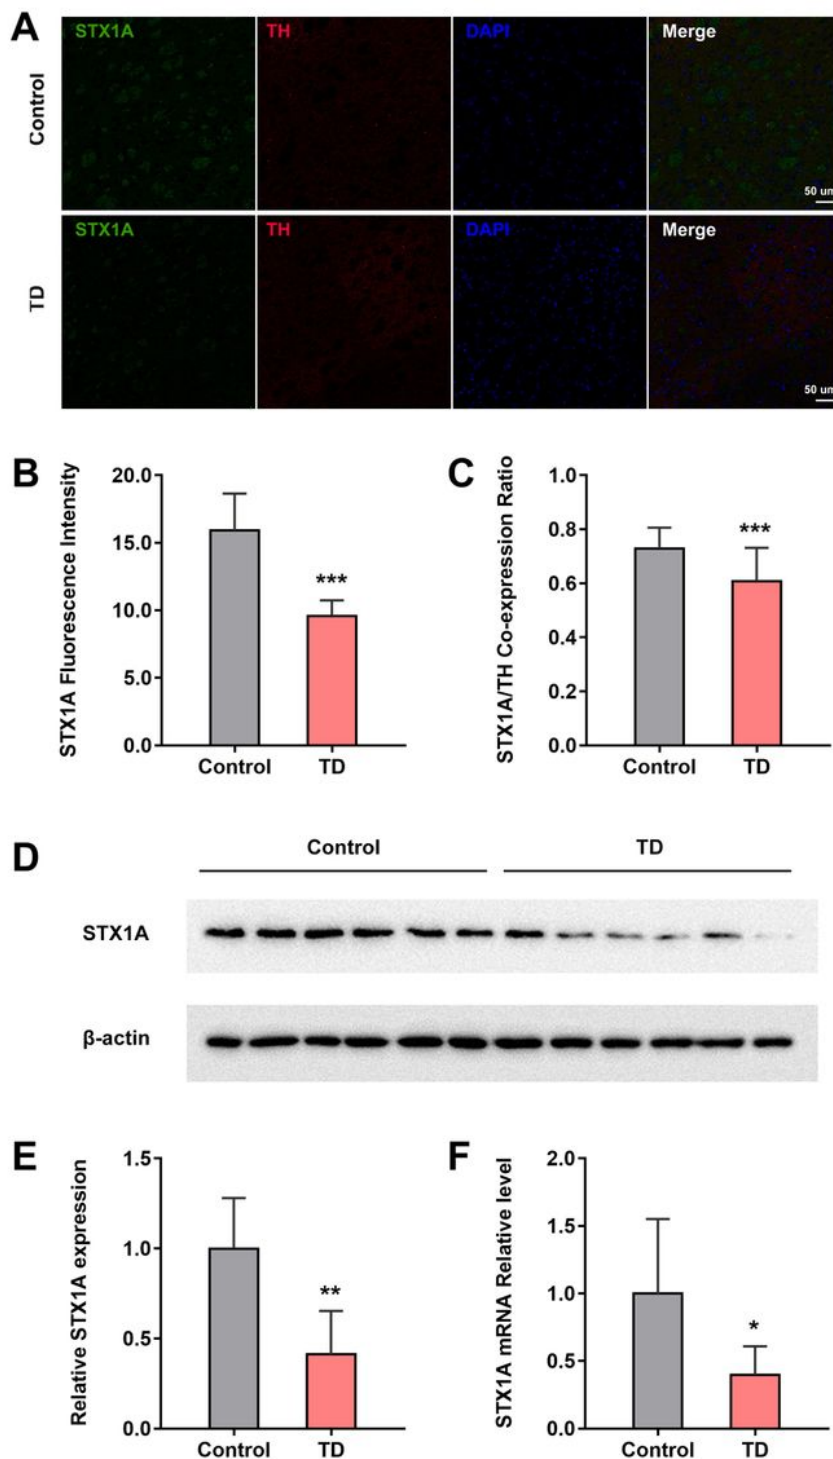 A
STX1A TH DAPI Merge
Control
50 um
STX1A TH DAPI Merge
TD
50 um
B
STX1A Fluorescence Intensity
20.0
15.0
10.0
5.0
0.0
***
Control TD
C
STX1A/TH Co-expression Ratio
1.0
0.8
0.6
0.4
0.2
0.0
***
Control TD
D
Control TD
STX1A
β-actin
E
Relative STX1A expression
1.5
1.0
0.5
0.0
**
Control TD
F
STX1A mRNA Relative level
2.0
1.5
1.0
0.5
0.0
*
Control TD